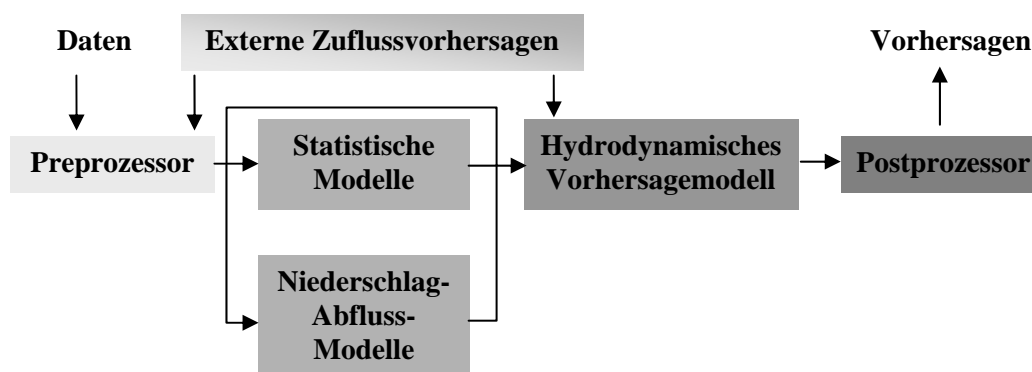 Daten
Externe Zuflussvorhersagen
Vorhersagen
Preprozessor
Statistische
Modelle
Hydrodynamisches
Vorhersagemodell
Postprozessor
Niederschlag-
Abfluss-
Modelle